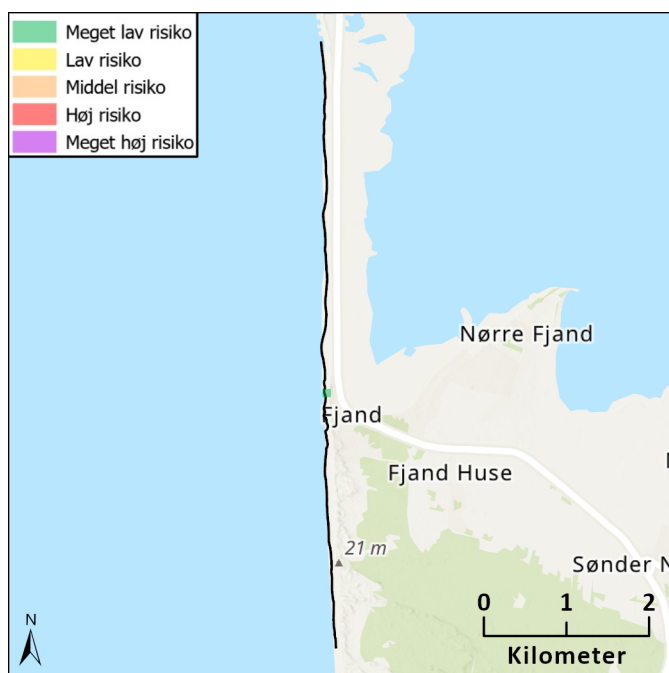 Meget lav risiko
Lav risiko
Middel risiko
Høj risiko
Meget høj risiko
Nørre Fjand
Fjand
Fjand Huse
21 m
Sønder N
0 1 2
Kilometer
N